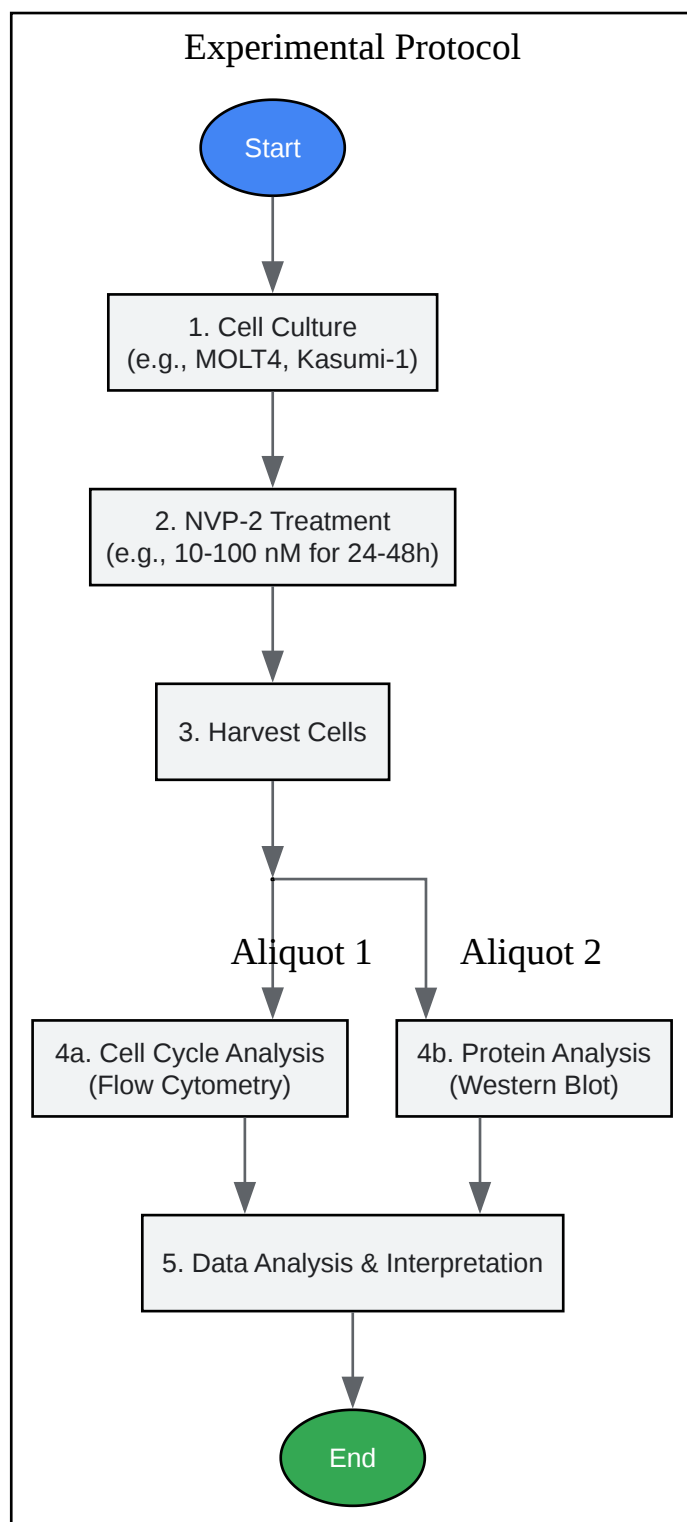 Experimental Protocol
Start
1. Cell Culture
(e.g., MOLT4, Kasumi-1)
2. NVP-2 Treatment
(e.g., 10-100 nM for 24-48h)
3. Harvest Cells
Aliquot 1
Aliquot 2
4a. Cell Cycle Analysis
(Flow Cytometry)
4b. Protein Analysis
(Western Blot)
5. Data Analysis & Interpretation
End